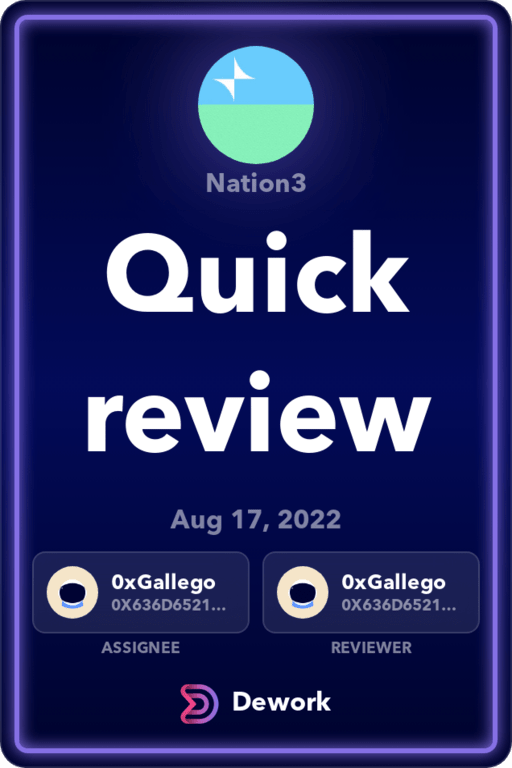 Nation3
Quick
review
Aug 17, 2022
0xGallego
0X636D6521...
ASSIGNEE
0xGallego
0X636D6521...
REVIEWER
Dework